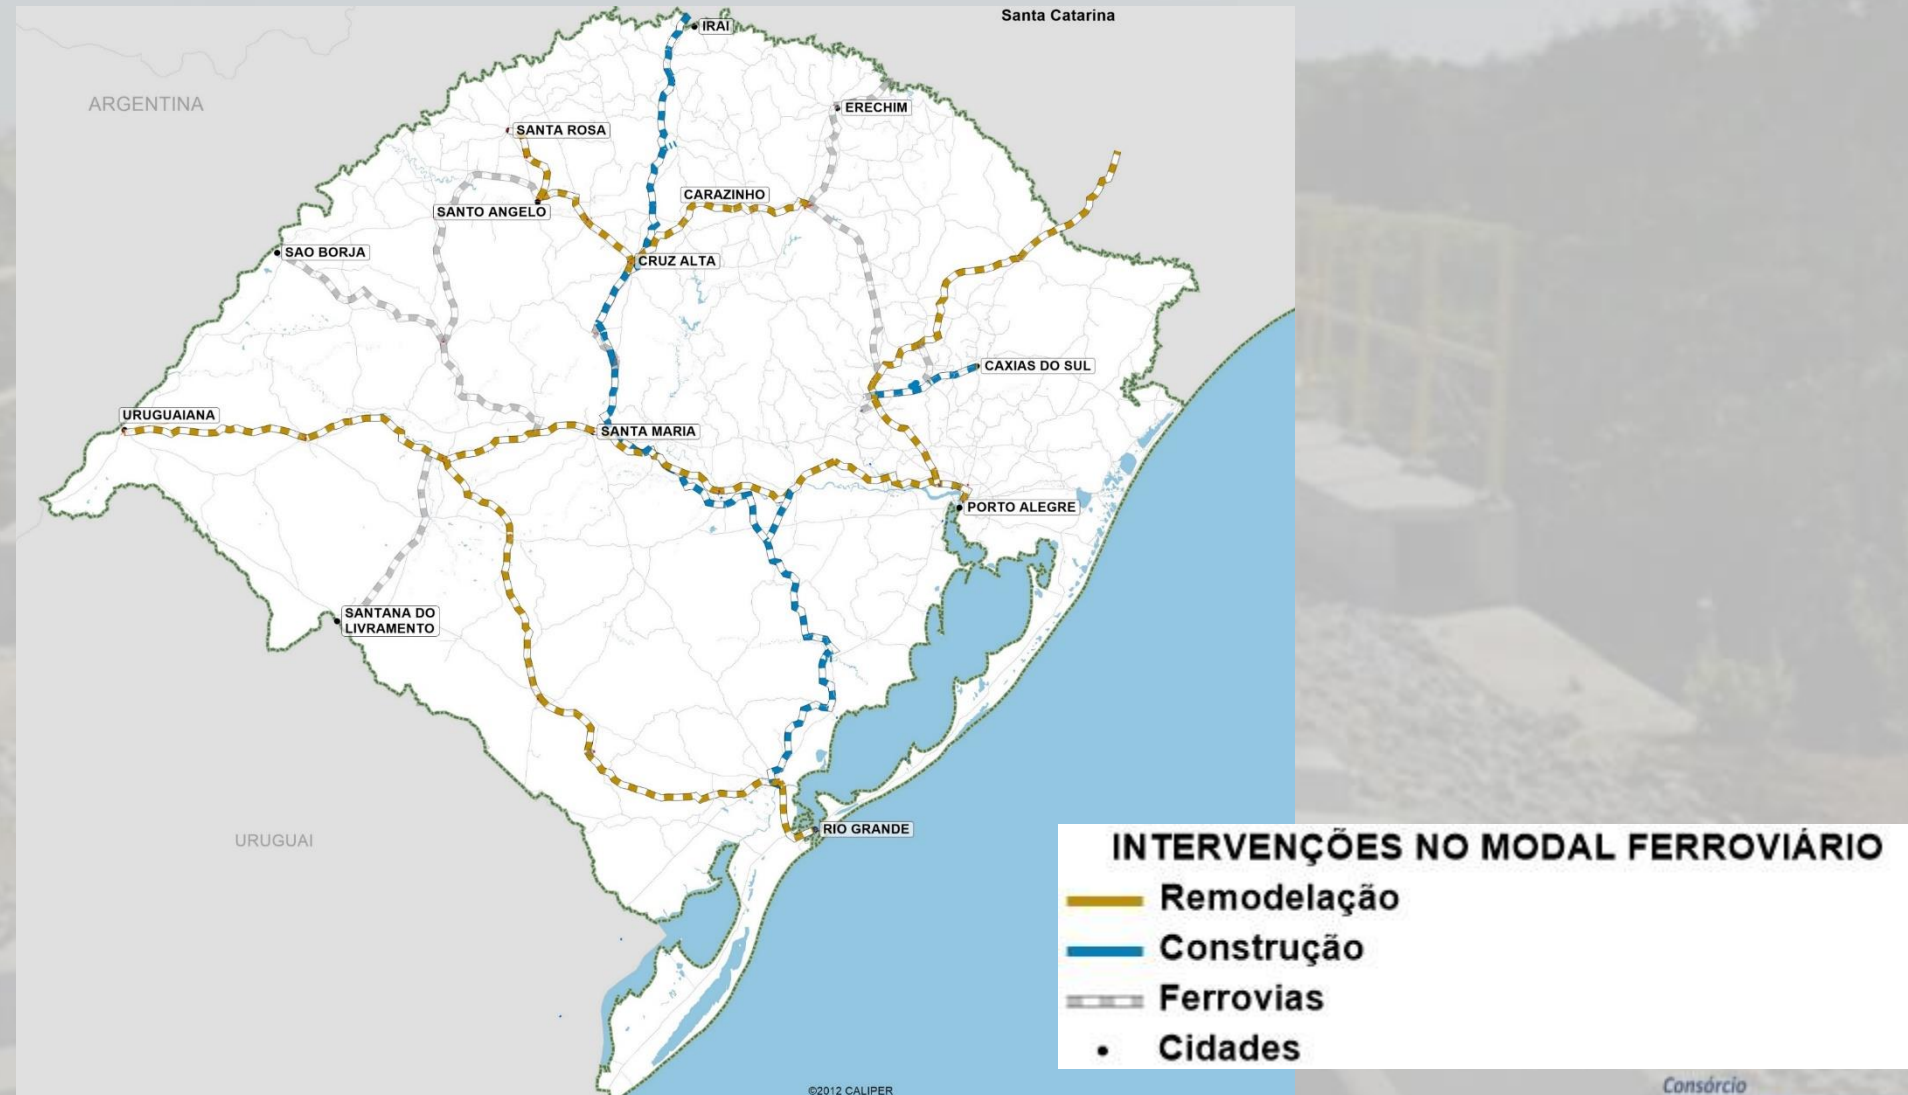 Santa Catarina
IRAI
ARGENTINA
ERECHIM
SANTA ROSA
CARAZINHO
SANTO ANGELO
SAO BORJA
CRUZ ALTA
CAXIAS DO SUL
URUGUAIANA
SANTA MARIA
PORTO ALEGRE
SANTANA DO
LIVRAMENTO
RIO GRANDE
URUGUAI
INTERVENÇÕES NO MODAL FERROVIÁRIO
Remodelação
Construção
Ferrovias
Cidades
©2012 CALIPER
Consórcio